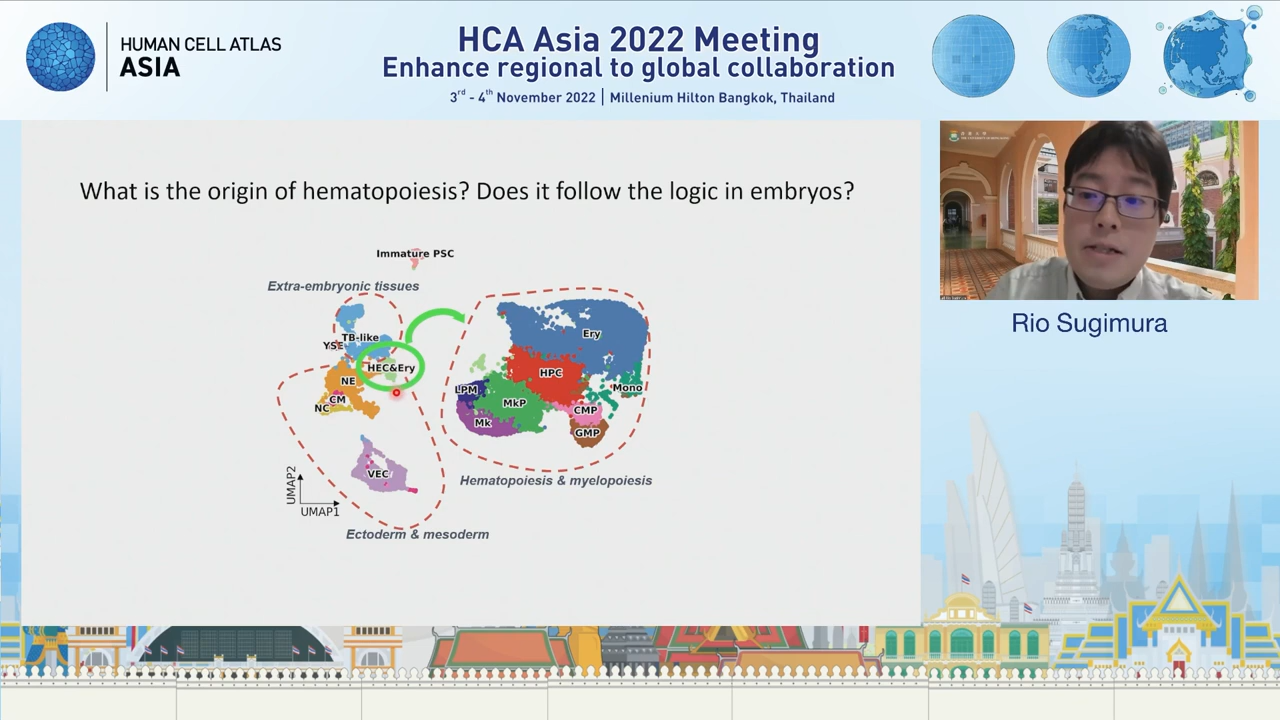 HUMAN CELL ATLAS
ASIA
HCA Asia 2022 Meeting
Enhance regional to global collaboration
3rd - 4th November 2022 | Millenium Hilton Bangkok, Thailand
What is the origin of hematopoiesis? Does it follow the logic in embryos?
Immature PSC
Extra-embryonic tissues
TB-like
YSE
HEC&Ery
NE
CM
NC
VEC
UMAP2
UMAP1
Ectoderm & mesoderm
Ery
HPC
LPM
MkP
Mono
Mk
CMP
GMP
Hematopoiesis & myelopoiesis
Rio Sugimura